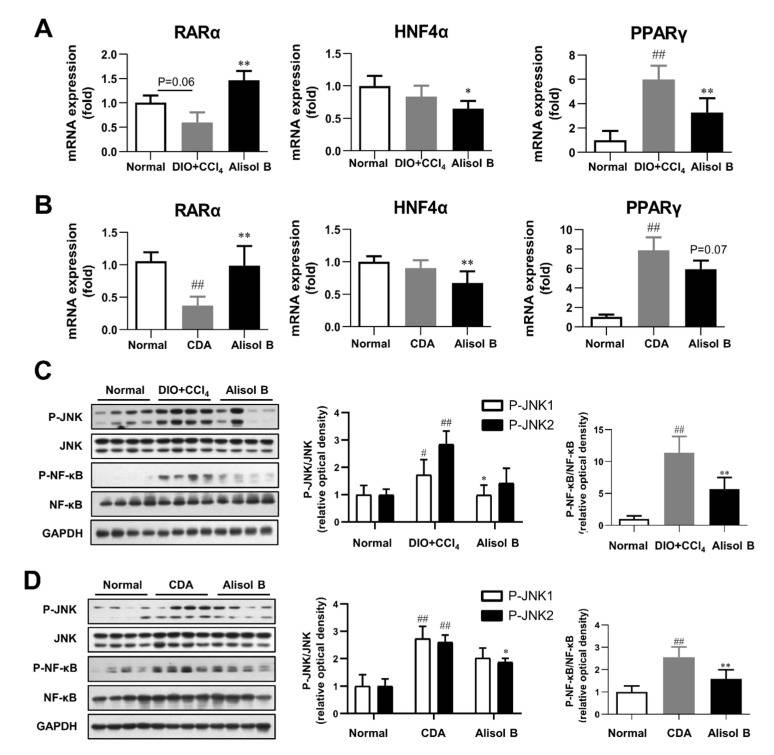 A
RARα
mRNA expression
(fold)
2.0
1.5
1.0
0.5
0.0
P=0.06
**
Normal DIO+CCl₄ Alisol B
HNF4α
mRNA expression
(fold)
1.5
1.0
0.5
0.0
*
Normal DIO+CCl₄ Alisol B
PPARγ
mRNA expression
(fold)
8
6
4
2
0
##
**
Normal DIO+CCl₄ Alisol B
B
RARα
mRNA expression
(fold)
1.5
1.0
0.5
0.0
##
**
Normal CDA Alisol B
HNF4α
mRNA expression
(fold)
1.5
1.0
0.5
0.0
**
Normal CDA Alisol B
PPARγ
mRNA expression
(fold)
10
8
6
4
2
0
##
P=0.07
Normal CDA Alisol B
C
Normal DIO+CCl₄ Alisol B
P-JNK
JNK
P-NF-κB
NF-κB
GAPDH
P-JNK/JNK
(relative optical density)
4
3
2
1
0
P-JNK1
P-JNK2
#
##
*
Normal DIO+CCl₄ Alisol B
P-NF-κB/NF-κB
(relative optical density)
15
10
5
0
##
**
Normal DIO+CCl₄ Alisol B
D
Normal CDA Alisol B
P-JNK
JNK
P-NF-κB
NF-κB
GAPDH
P-JNK/JNK
(relative optical density)
4
3
2
1
0
P-JNK1
P-JNK2
##
##
*
Normal CDA Alisol B
P-NF-κB/NF-κB
(relative optical density)
4
3
2
1
0
##
**
Normal CDA Alisol B